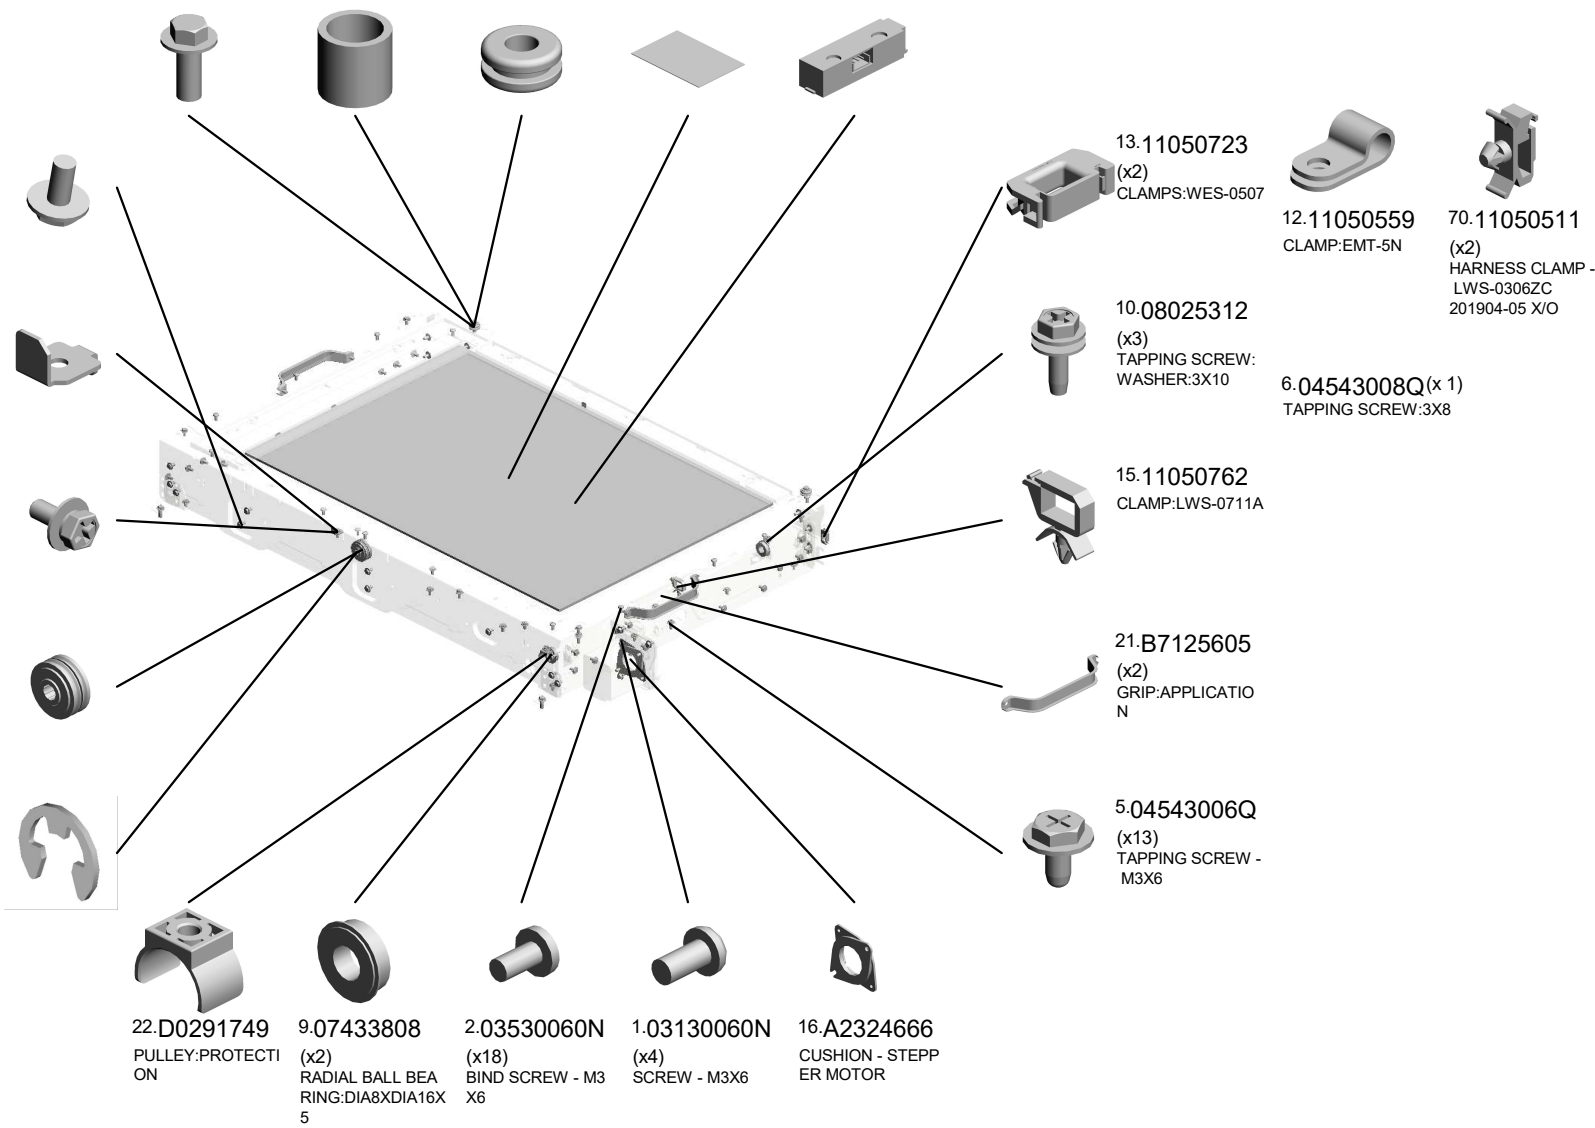 13.11050723
(x2)
CLAMPS:WES-0507
12.11050559
CLAMP:EMT-5N
70.11050511
(x2)
HARNESS CLAMP -
LWS-0306ZC
201904-05 X/O
10.08025312
(x3)
TAPPING SCREW:
WASHER:3X10
6.04543008Q(x 1)
TAPPING SCREW:3X8
15.11050762
CLAMP:LWS-0711A
21.B7125605
(x2)
GRIP:APPLICATIO
N
5.04543006Q
(x13)
TAPPING SCREW -
M3X6
22.D0291749
PULLEY:PROTECTI
ON
9.07433808
(x2)
RADIAL BALL BEA
RING:DIA8XDIA16X
5
2.03530060N
(x18)
BIND SCREW - M3
X6
1.03130060N
(x4)
SCREW - M3X6
16.A2324666
CUSHION - STEPP
ER MOTOR